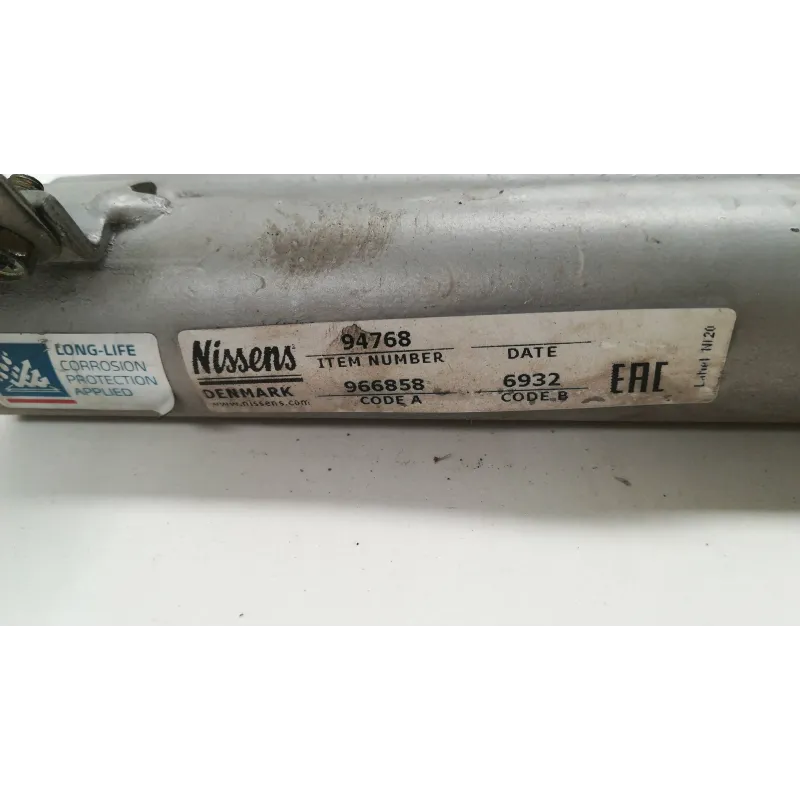 LONG-LIFE
CORROSION
PROTECTION
APPLIED
Nissens
DENMARK
www.nissens.com
94768
ITEM NUMBER
DATE
966858
CODE A
6932
CODE B
EAC
Label NI20